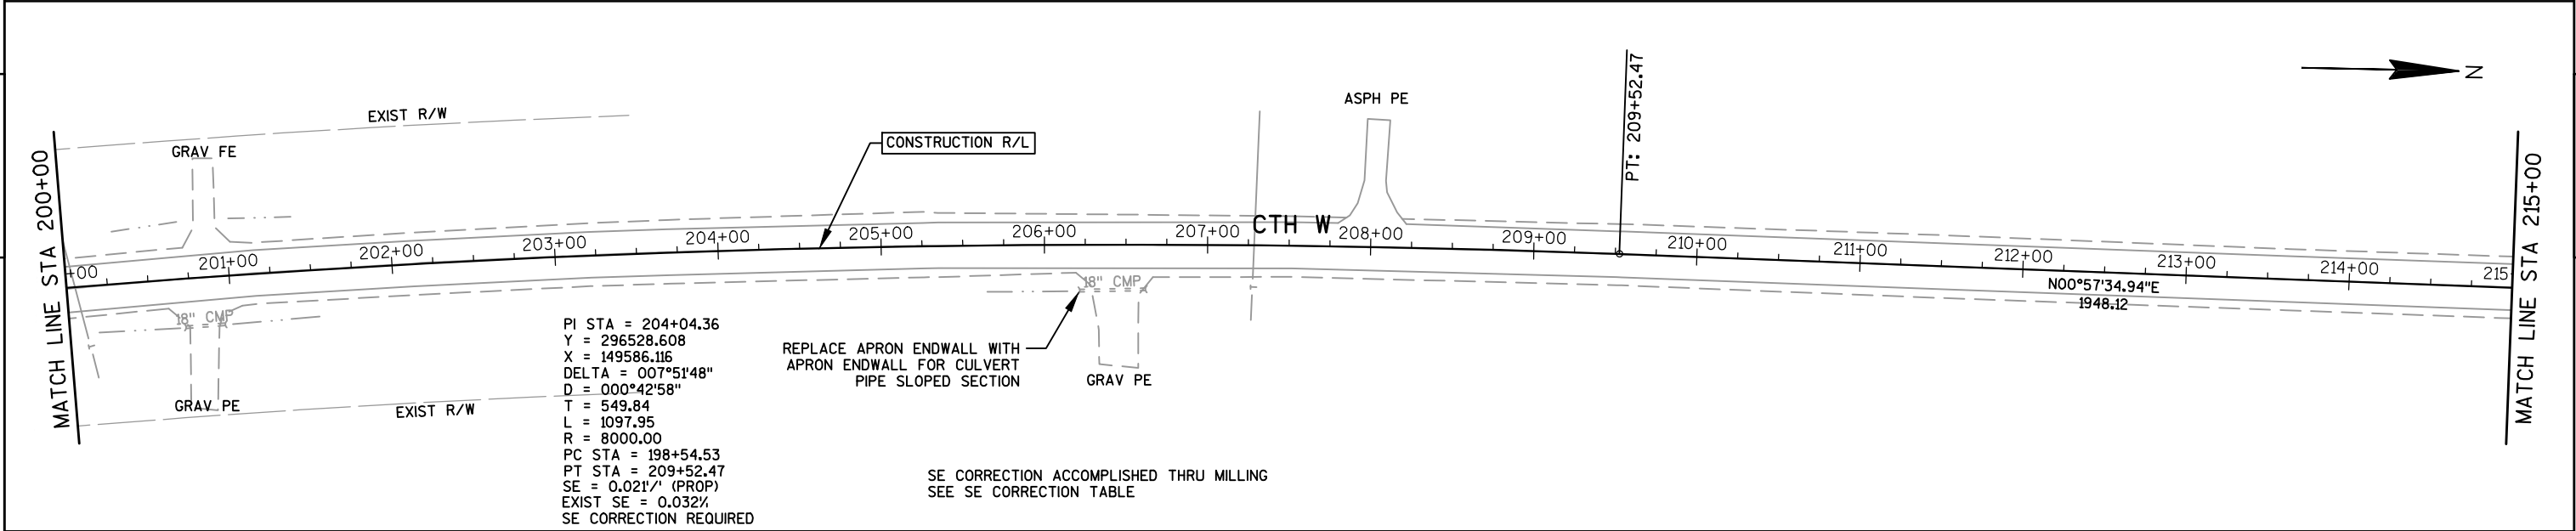 EXIST R/W
GRAV FE
CONSTRUCTION R/L
ASPH PE
PT: 209+52.47
N
MATCH LINE STA 200+00
CTH W
+00
201+00
202+00
203+00
204+00
205+00
206+00
207+00
208+00
209+00
210+00
211+00
212+00
213+00
214+00
215
N00°57'34.94"E
1948.12
MATCH LINE STA 215+00
18" CMP
18" CMP
GRAV PE
EXIST R/W
PI STA = 204+04.36
Y = 296528.608
X = 149586.116
DELTA = 007°51'48"
D = 000°42'58"
T = 549.84
L = 1097.95
R = 8000.00
PC STA = 198+54.53
PT STA = 209+52.47
SE = 0.021'/' (PROP)
EXIST SE = 0.032%
SE CORRECTION REQUIRED
REPLACE APRON ENDWALL WITH
APRON ENDWALL FOR CULVERT
PIPE SLOPED SECTION
GRAV PE
SE CORRECTION ACCOMPLISHED THRU MILLING
SEE SE CORRECTION TABLE